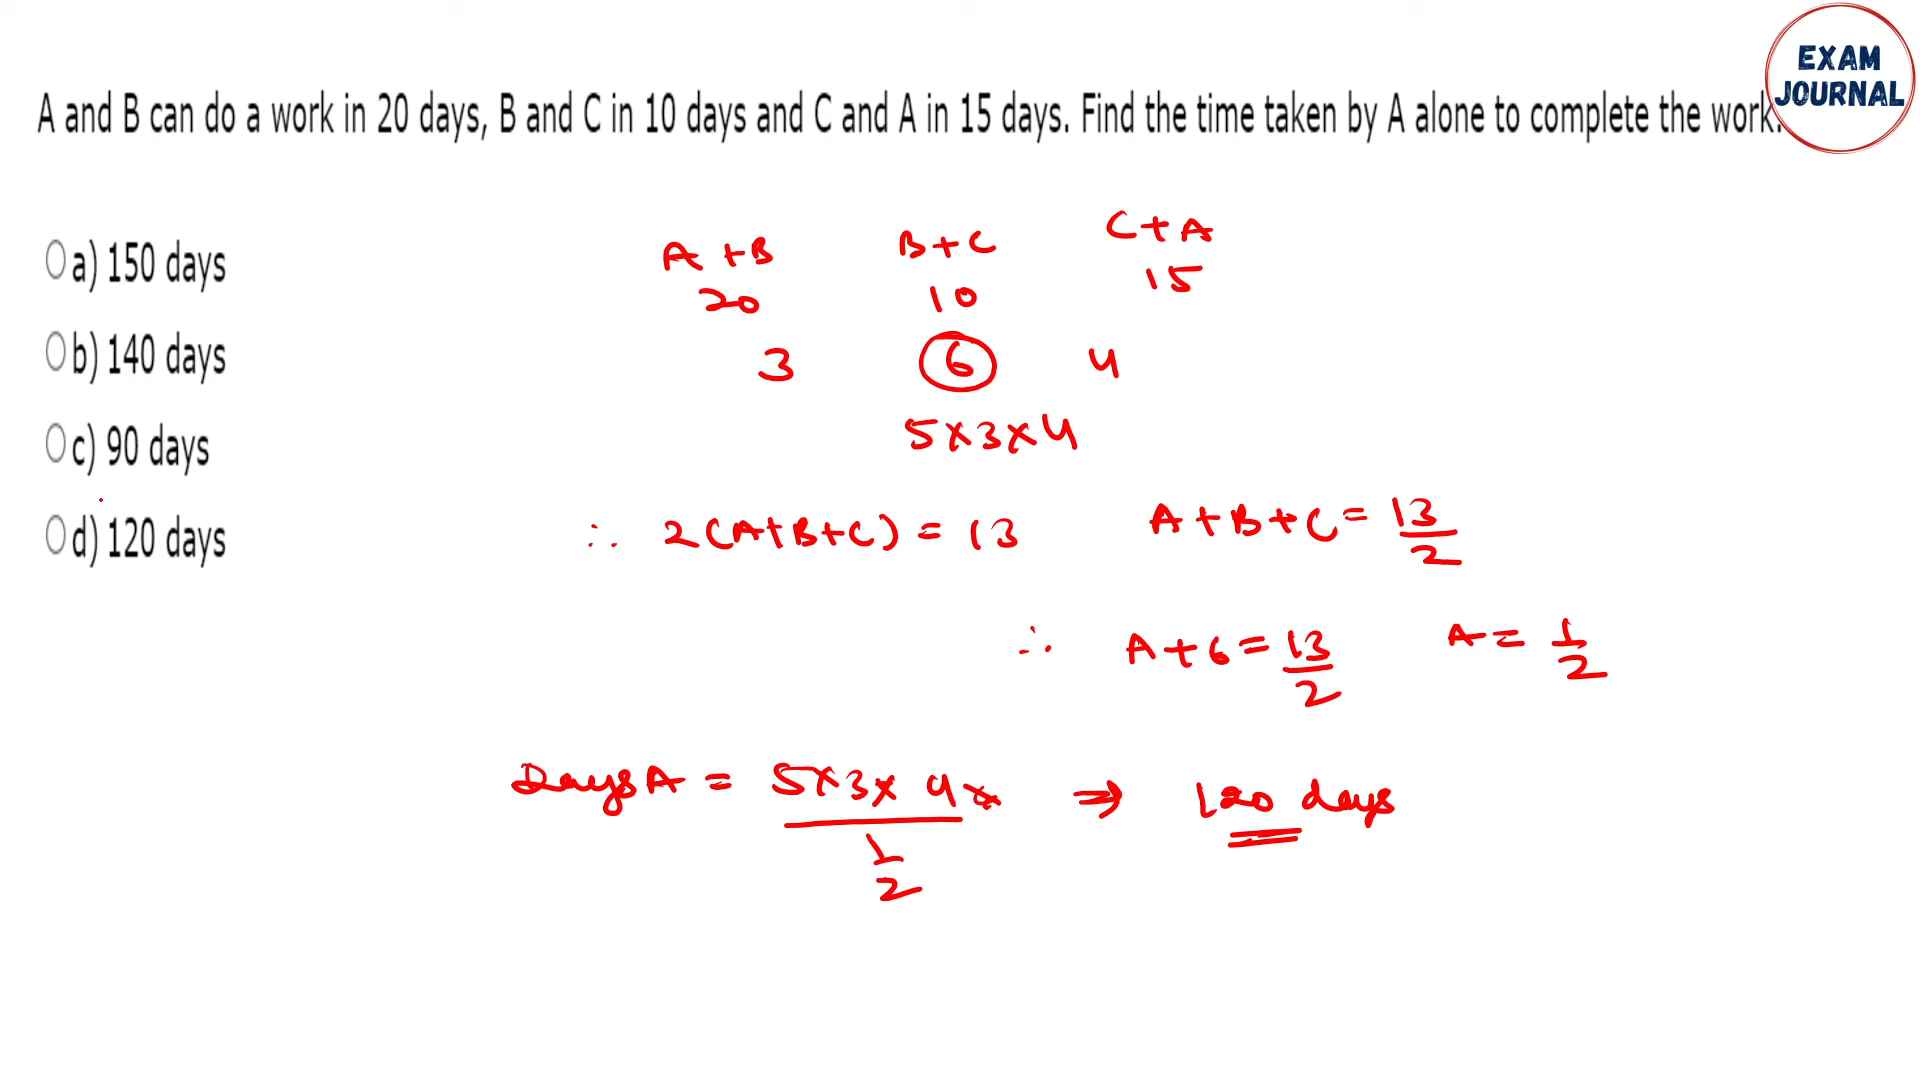 EXAM
JOURNAL
A and B can do a work in 20 days, B and C in 10 days and C and A in 15 days. Find the time taken by A alone to complete the work.
a) 150 days
b) 140 days
c) 90 days
d) 120 days
A + B B + C C + A
20 10 15
3 6 4
5 × 3 × 4
∴ 2(A+B+C) = 13 A + B + C = 13/2
∴ A + 6 = 13/2 A = 1/2
Days A = 5 × 3 × 4 / 1/2 ⇒ 120 days